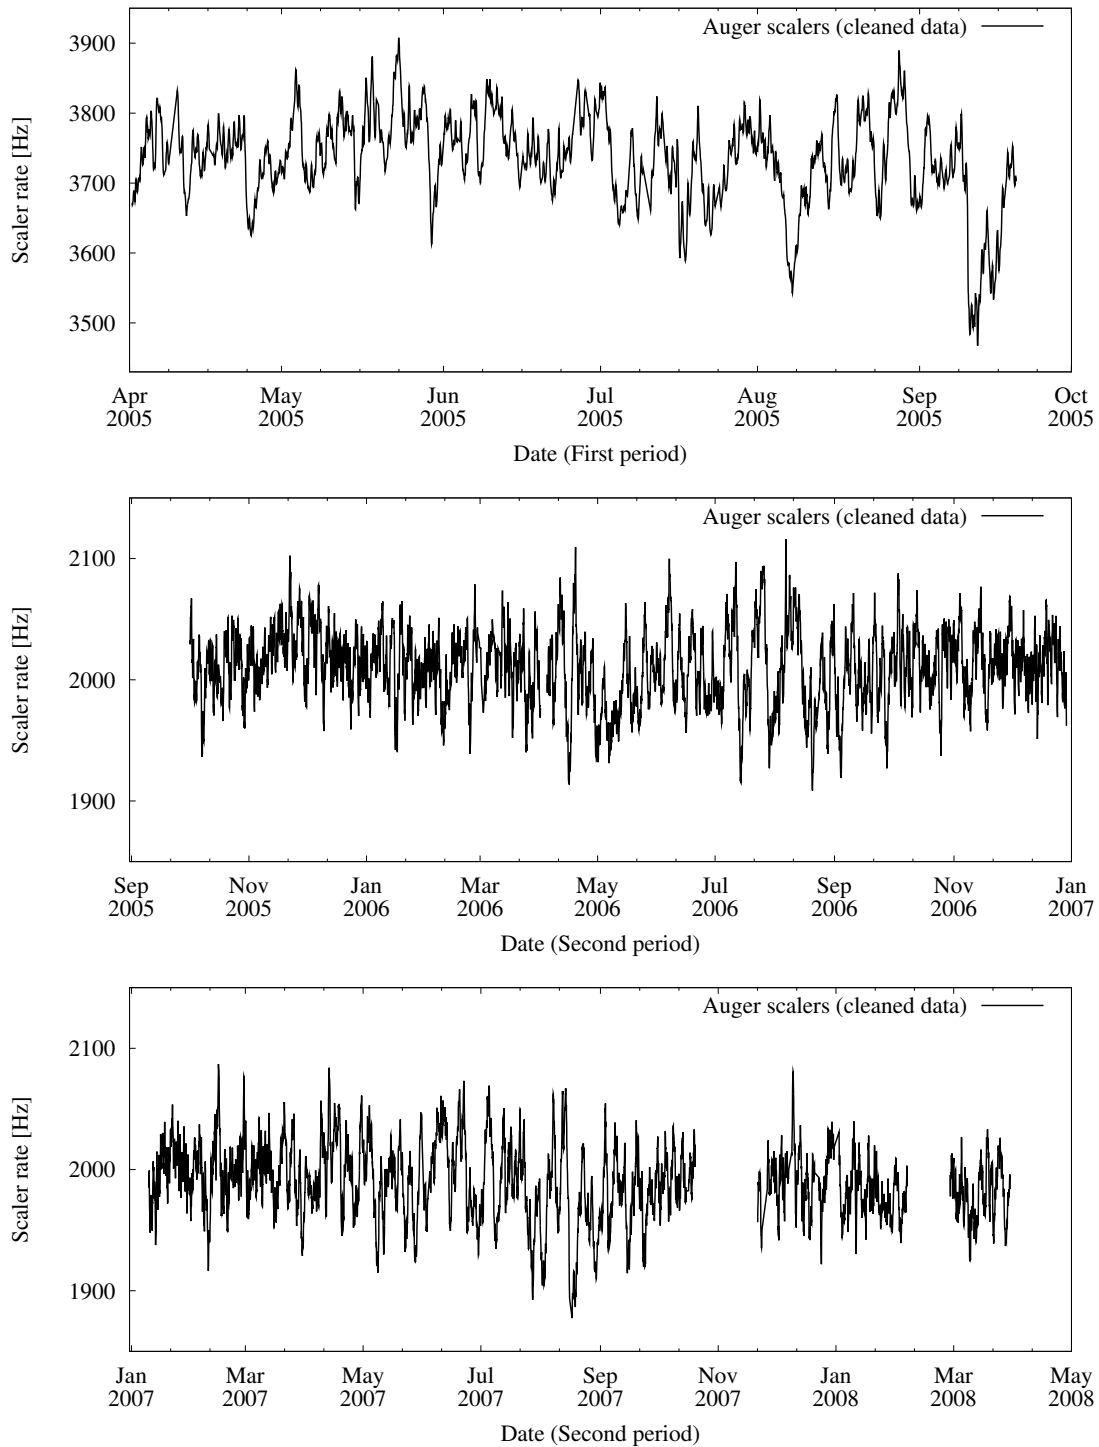 Auger scalers (cleaned data)
3900
3800
3700
3600
3500
Scaler rate [Hz]
Apr May Jun Jul Aug Sep Oct
2005 2005 2005 2005 2005 2005 2005
Date (First period)
Auger scalers (cleaned data)
2100
2000
1900
Scaler rate [Hz]
Sep Nov Jan Mar May Jul Sep Nov Jan
2005 2005 2006 2006 2006 2006 2006 2006 2007
Date (Second period)
Auger scalers (cleaned data)
2100
2000
1900
Scaler rate [Hz]
Jan Mar May Jul Sep Nov Jan Mar May
2007 2007 2007 2007 2007 2007 2008 2008 2008
Date (Second period)